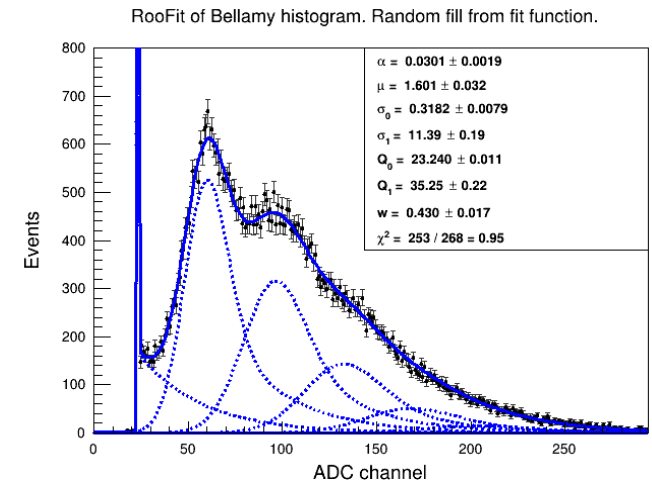 RooFit of Bellamy histogram. Random fill from fit function.
α = 0.0301 ± 0.0019
μ = 1.601 ± 0.032
σ₀ = 0.3182 ± 0.0079
σ₁ = 11.39 ± 0.19
Q₀ = 23.240 ± 0.011
Q₁ = 35.25 ± 0.22
w = 0.430 ± 0.017
χ² = 253 / 268 = 0.95
800
700
600
500
400
300
200
100
0
Events
0 50 100 150 200 250
ADC channel